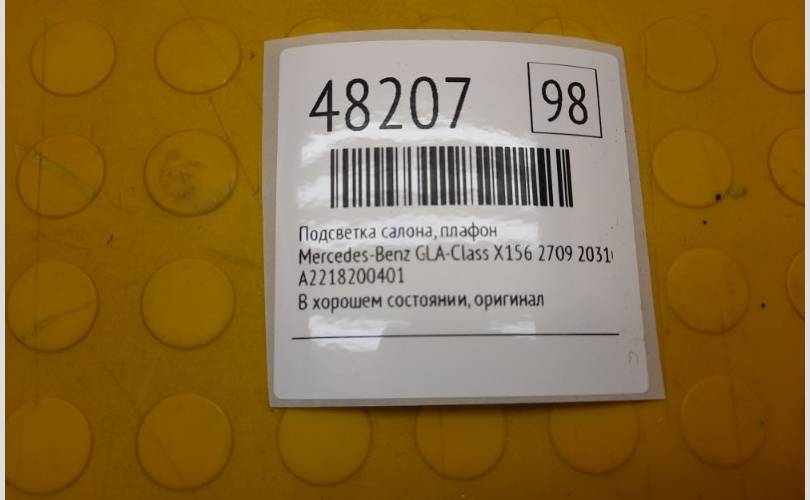 48207 98
Подсветка салона, плафон
Mercedes-Benz GLA-Class X156 2709 2031
A2218200401
В хорошем состоянии, оригинал